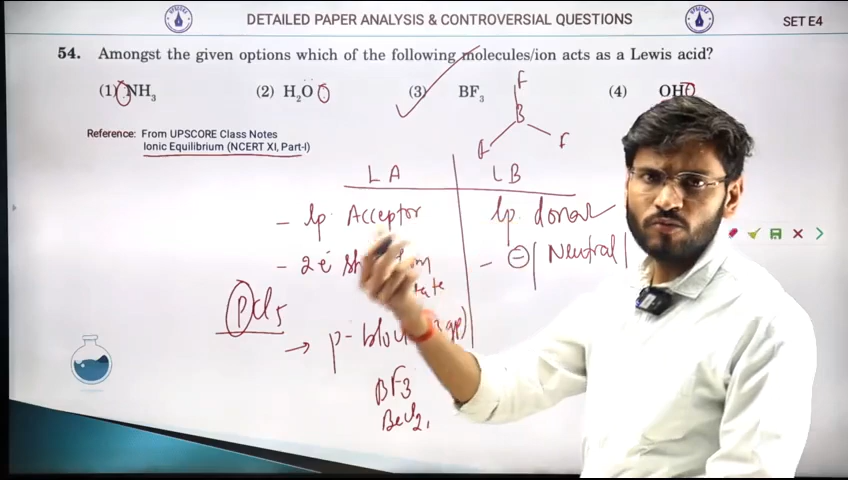 UPSCORE
DETAILED PAPER ANALYSIS & CONTROVERSIAL QUESTIONS
UPSCORE
SET E4
54. Amongst the given options which of the following molecules/ion acts as a Lewis acid?
(1) NH₃ (2) H₂O (3) BF₃ (4) OH
F
B
F F
Reference: From UPSCORE Class Notes
Ionic Equilibrium (NCERT XI, Part-I)
LA LB
- lp Acceptor lp donor
- 2e - ⊖ | Neutral |
PCl₅
→ p-block
BF₃
BeCl₂,